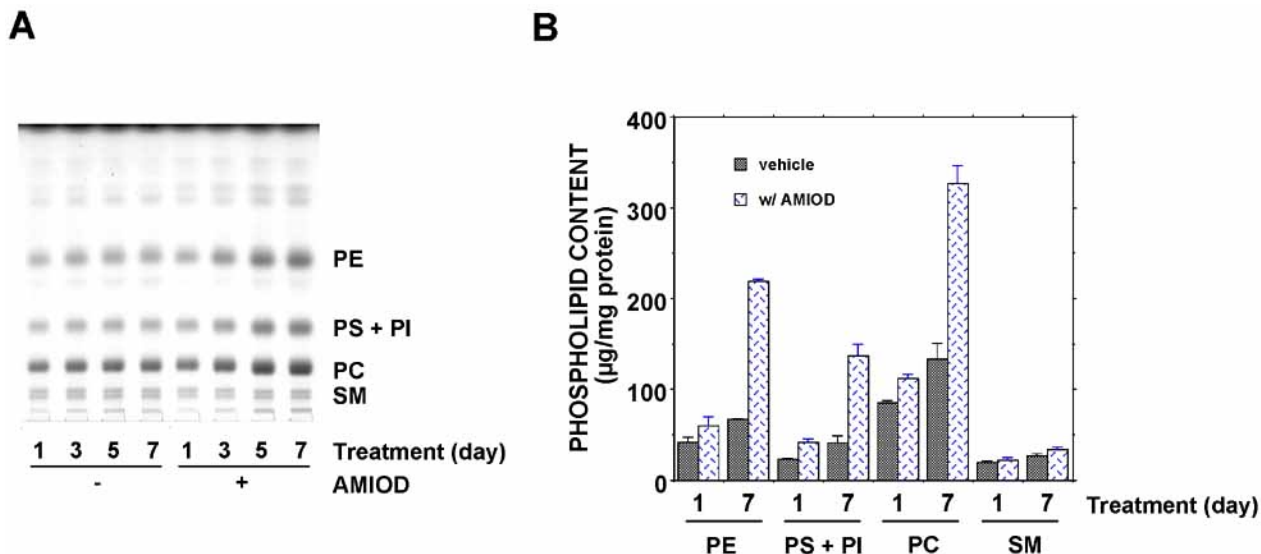 A
PE
PS + PI
PC
SM
1 3 5 7 1 3 5 7 Treatment (day)
- + AMIOD
B
PHOSPHOLIPID CONTENT
(µg/mg protein)
400
300
200
100
0
vehicle
w/ AMIOD
1 7 1 7 1 7 1 7 Treatment (day)
PE PS + PI PC SM